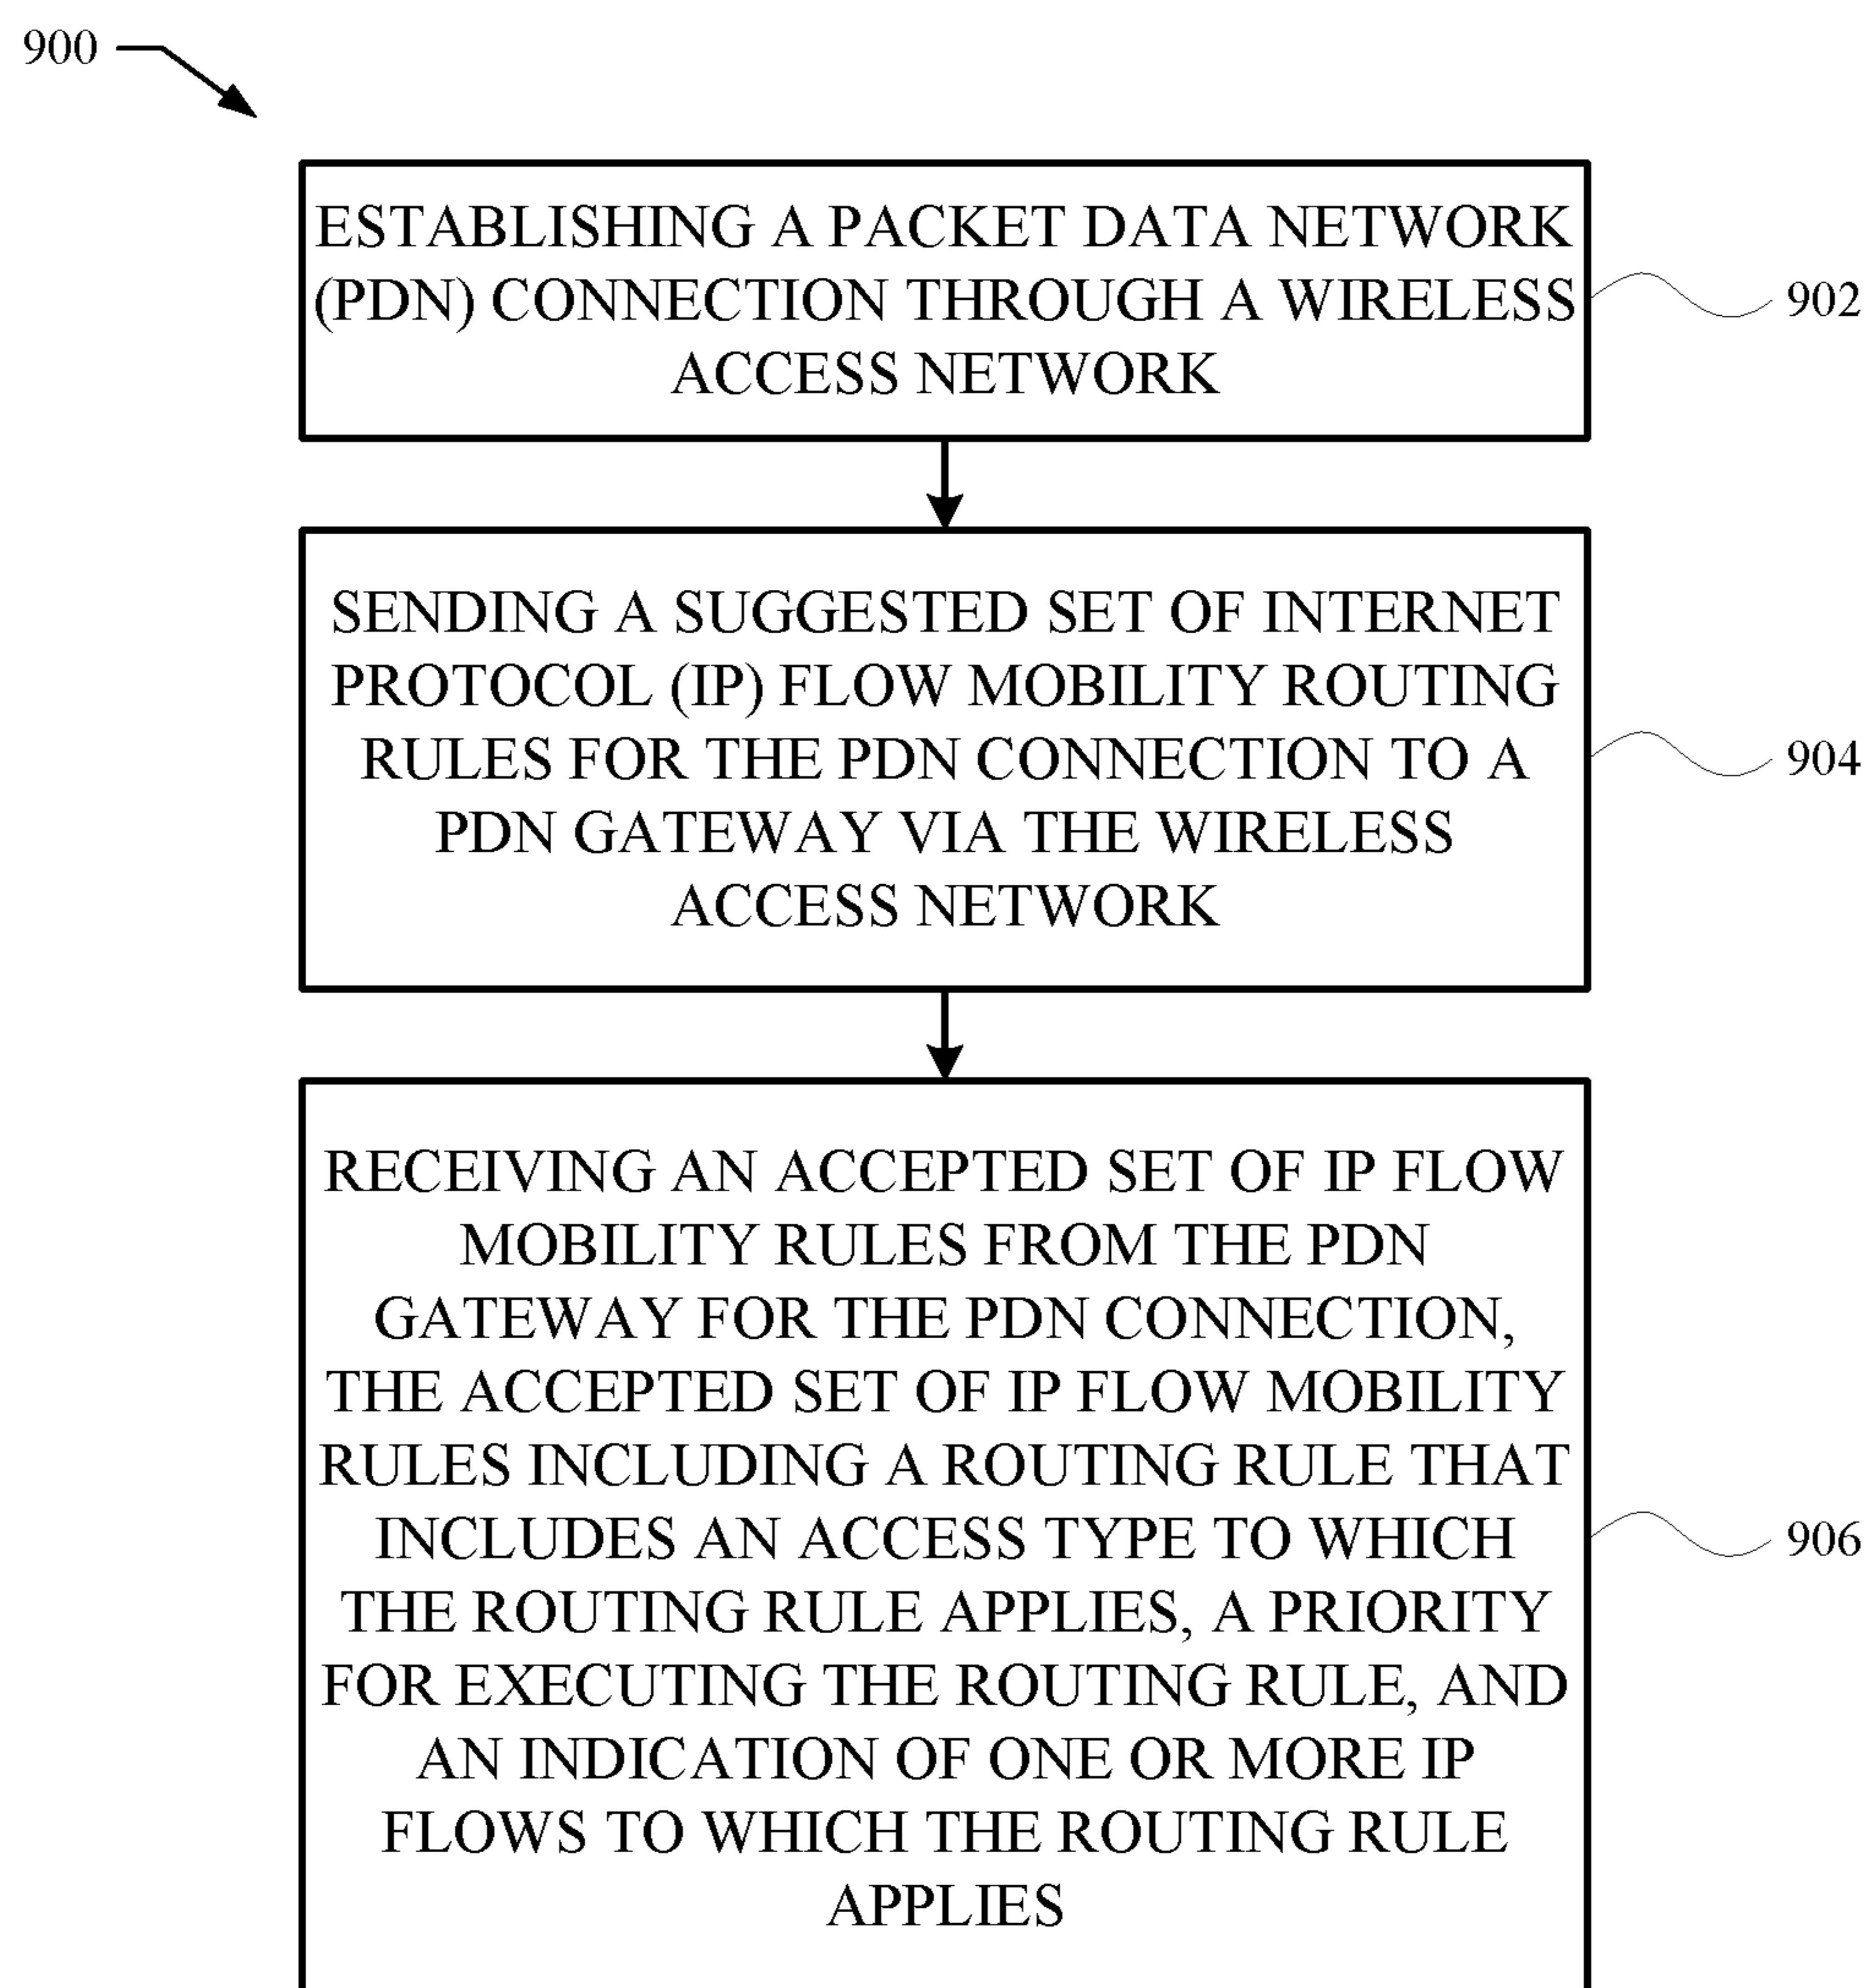 900
ESTABLISHING A PACKET DATA NETWORK
(PDN) CONNECTION THROUGH A WIRELESS
ACCESS NETWORK
902
SENDING A SUGGESTED SET OF INTERNET
PROTOCOL (IP) FLOW MOBILITY ROUTING
RULES FOR THE PDN CONNECTION TO A
PDN GATEWAY VIA THE WIRELESS
ACCESS NETWORK
904
RECEIVING AN ACCEPTED SET OF IP FLOW
MOBILITY RULES FROM THE PDN
GATEWAY FOR THE PDN CONNECTION,
THE ACCEPTED SET OF IP FLOW MOBILITY
RULES INCLUDING A ROUTING RULE THAT
INCLUDES AN ACCESS TYPE TO WHICH
THE ROUTING RULE APPLIES, A PRIORITY
FOR EXECUTING THE ROUTING RULE, AND
AN INDICATION OF ONE OR MORE IP
FLOWS TO WHICH THE ROUTING RULE
APPLIES
906